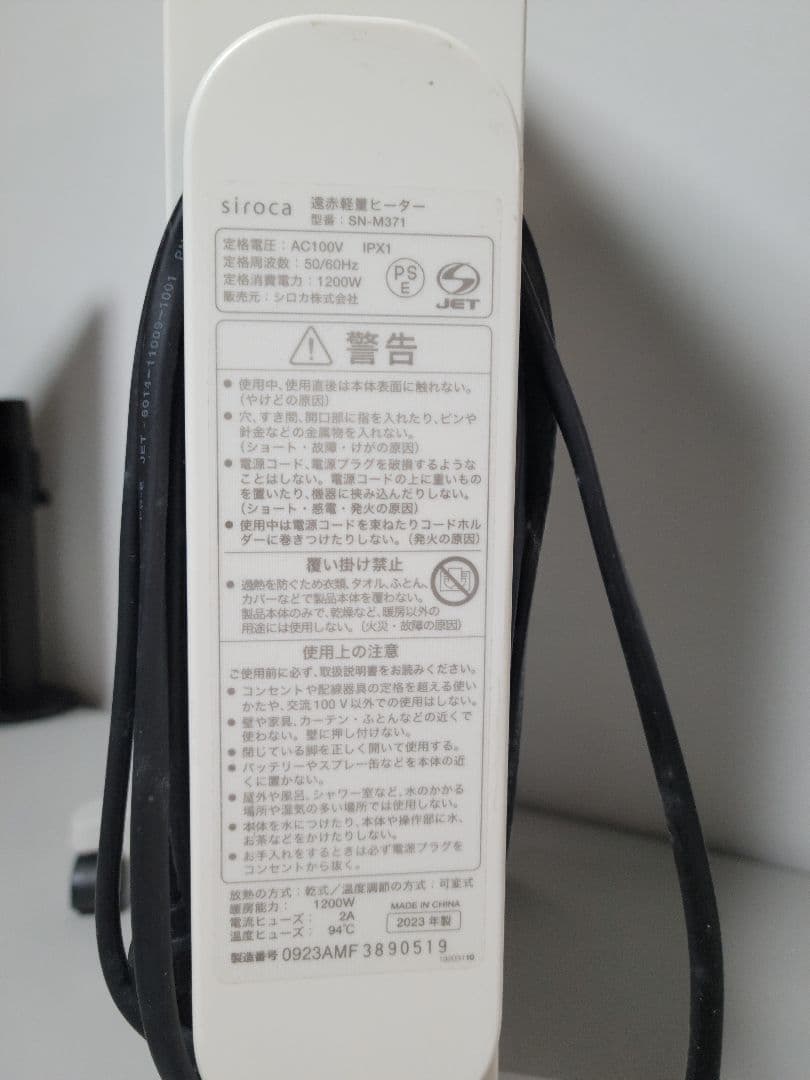 siroca 遠赤軽量ヒーター
型番：SN-M371
定格電圧：AC100V IPX1
定格周波数：50/60Hz
定格消費電力：1200W
販売元：シロカ株式会社
PS
E
JET
警告
● 使用中、使用直後は本体表面に触れない。
（やけどの原因）
● 穴、すき間、開口部に指を入れたり、ピンや
針金などの金属物を入れない。
（ショート・故障・けがの原因）
● 電源コード、電源プラグを破損するような
ことはしない。電源コードの上に重いもの
を置いたり、機器に挟み込んだりしない。
（ショート・感電・発火の原因）
● 使用中は電源コードを束ねたりコードホル
ダーに巻きつけたりしない。（発火の原因）
覆い掛け禁止
● 過熱を防ぐため衣類、タオル、ふとん、
カバーなどで製品本体を覆わない。
製品本体のみで、乾燥など、暖房以外の
用途には使用しない。（火災・故障の原因）
使用上の注意
ご使用前に必ず、取扱説明書をお読みください。
● コンセントや配線器具の定格を超える使い
かたや、交流100V以外での使用はしない。
● 壁や家具、カーテン・ふとんなどの近くで
使わない。壁に押し付けない。
● 閉じている脚を正しく開いて使用する。
● バッテリーやスプレー缶などを本体の近
くに置かない。
● 屋外や風呂、シャワー室など、水のかかる
場所や湿気の多い場所では使用しない。
● 本体を水につけたり、本体や操作部に水、
お茶などをかけたりしない。
● お手入れをするときは必ず電源プラグを
コンセントから抜く。
放熱の方式：乾式／温度調節の方式：可変式
暖房能力： 1200W
電流ヒューズ： 2A
温度ヒューズ： 94℃
MADE IN CHINA
2023年製
製造番号 0923AMF3890519
JET-6014-11009-1001